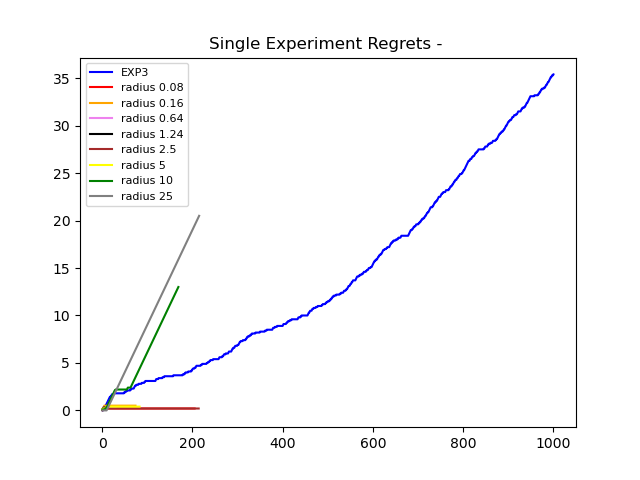 Single Experiment Regrets -
EXP3
radius 0.08
radius 0.16
radius 0.64
radius 1.24
radius 2.5
radius 5
radius 10
radius 25
35
30
25
20
15
10
5
0
0 200 400 600 800 1000